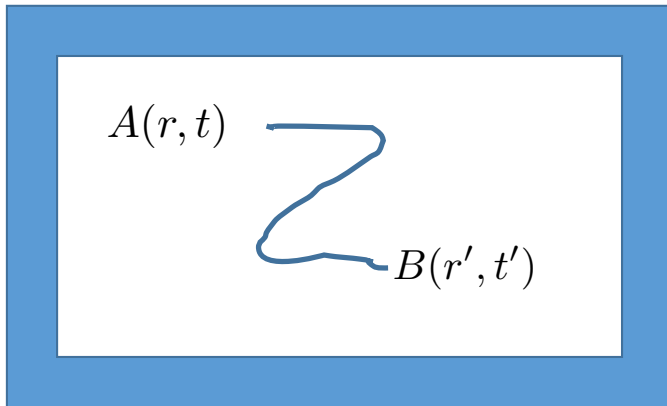 A(r, t)
B(r′, t′)